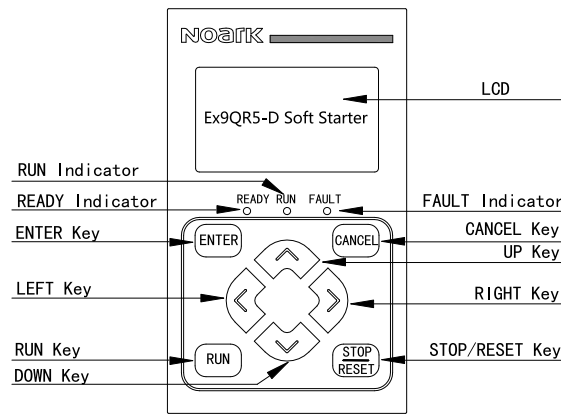 NOARK
LCD
Ex9QR5-D Soft Starter
RUN Indicator
READY Indicator
READY RUN FAULT
FAULT Indicator
ENTER Key
ENTER
CANCEL
CANCEL Key
UP Key
LEFT Key
RIGHT Key
RUN Key
RUN
STOP
RESET
STOP/RESET Key
DOWN Key